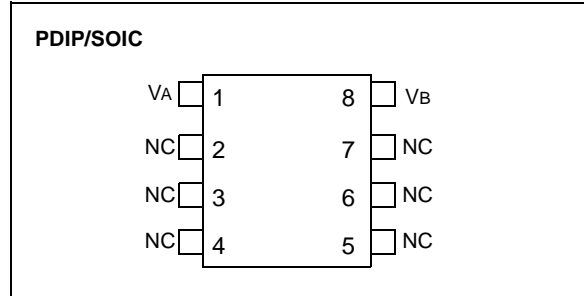 PDIP/SOIC
VA 1 8 VB
NC 2 7 NC
NC 3 6 NC
NC 4 5 NC